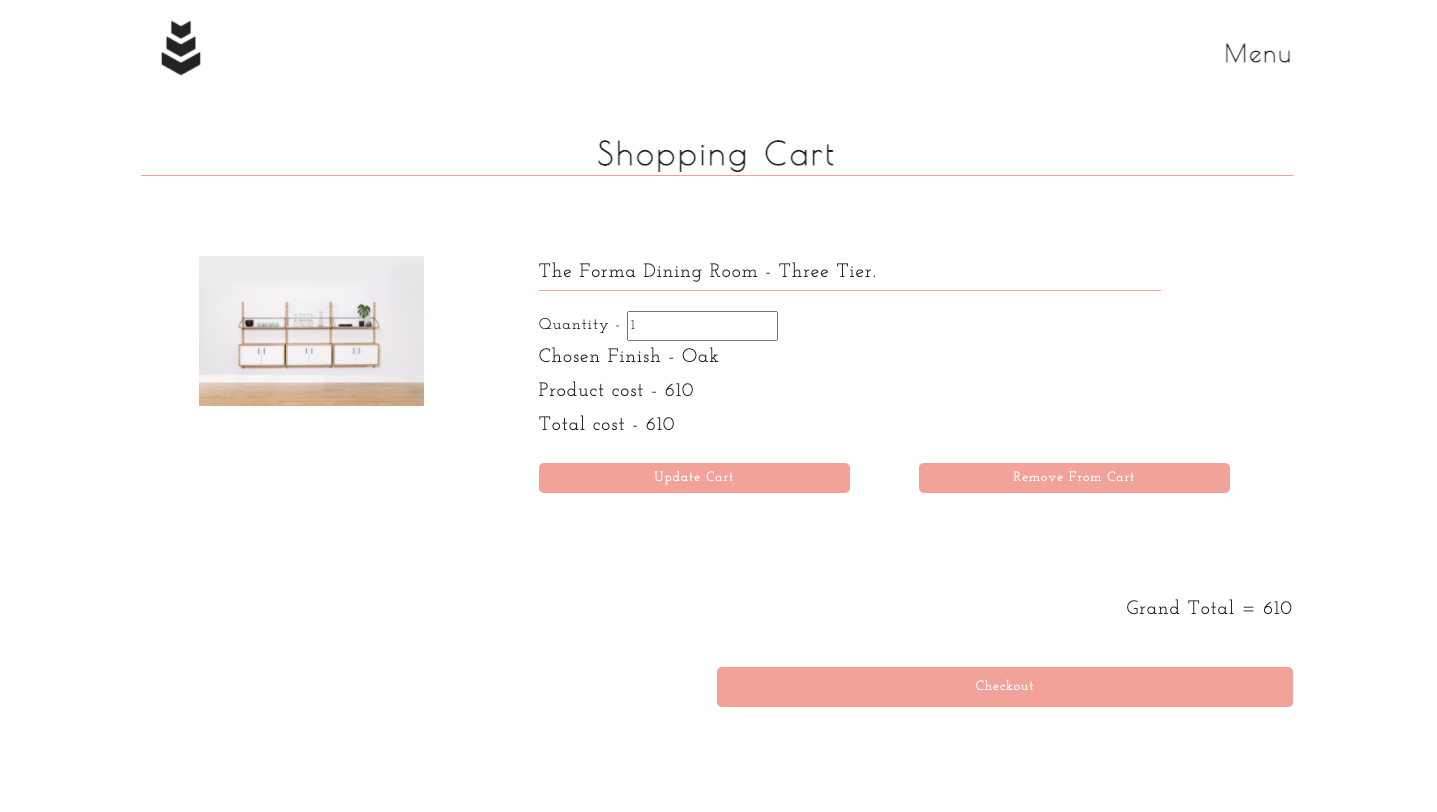 Menu
Shopping Cart
The Forma Dining Room - Three Tier.
Quantity - 1
Chosen Finish - Oak
Product cost - 610
Total cost - 610
Update Cart
Remove From Cart
Grand Total = 610
Checkout